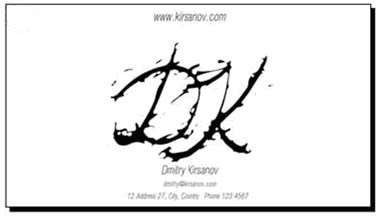 www.kirsanov.com
DK
Dmitry Kirsanov
dmitry@kirsanov.com
12 Address 27, City, Country Phone 123 4567